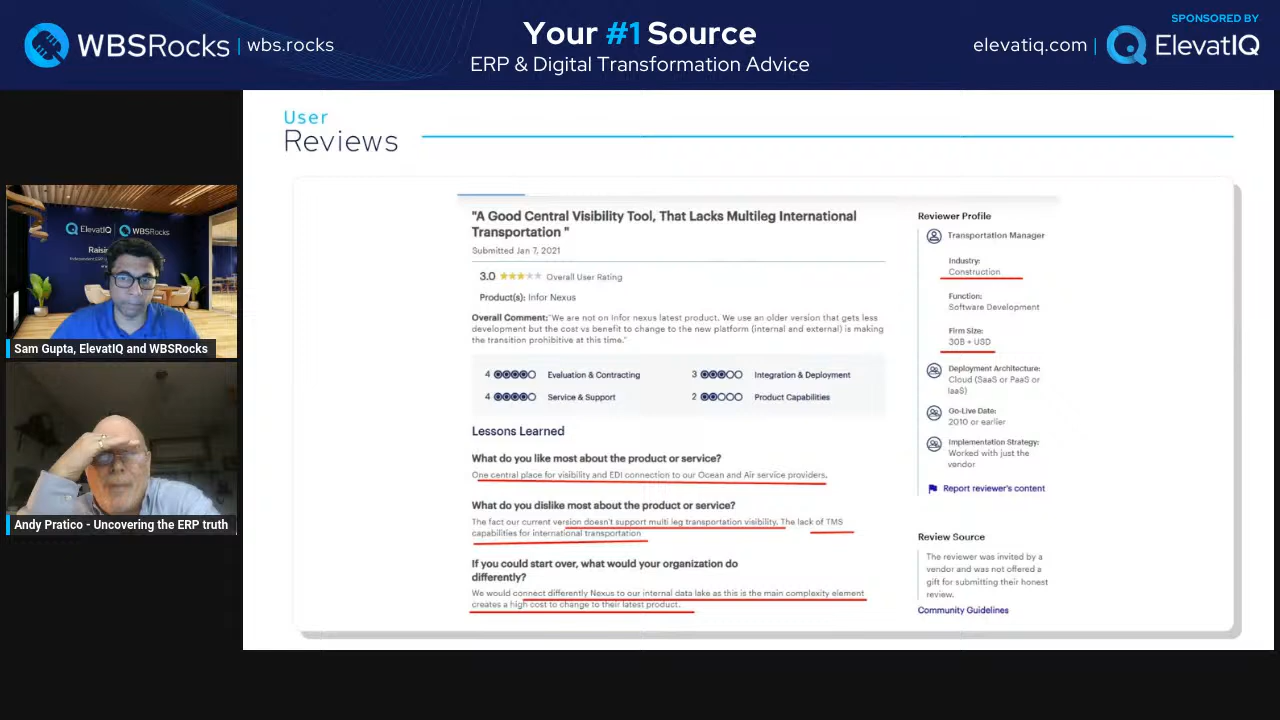 WBSRocks | wbs.rocks
Your #1 Source
ERP & Digital Transformation Advice
SPONSORED BY
elevatiq.com | ElevatIQ
User
Reviews
ElevatIQ | WBSRocks
Sam Gupta, ElevatIQ and WBSRocks
Andy Pratico - Uncovering the ERP truth
"A Good Central Visibility Tool, That Lacks Multileg International
Transportation "
Submitted Jan 7, 2021
3.0 Overall User Rating
Product(s): Infor Nexus
Overall Comment:"We are not on Infor nexus latest product. We use an older version that gets less
development but the cost vs benefit to change to the new platform (internal and external) is making
the transition prohibitive at this time."
4 Evaluation & Contracting
3 Integration & Deployment
4 Service & Support
2 Product Capabilities
Lessons Learned
What do you like most about the product or service?
One central place for visibility and EDI connection to our Ocean and Air service providers.
What do you dislike most about the product or service?
The fact our current version doesn't support multi leg transportation visibility. The lack of TMS
capabilities for international transportation
If you could start over, what would your organization do
differently?
We would connect differently Nexus to our internal data lake as this is the main complexity element
creates a high cost to change to their latest product.
Reviewer Profile
Transportation Manager
Industry:
Construction
Function:
Software Development
Firm Size:
30B + USD
Deployment Architecture:
Cloud (SaaS or PaaS or
IaaS)
Go-Live Date:
2010 or earlier
Implementation Strategy:
Worked with just the
vendor
Report reviewer's content
Review Source
The reviewer was invited by a
vendor and was not offered a
gift for submitting their honest
review.
Community Guidelines